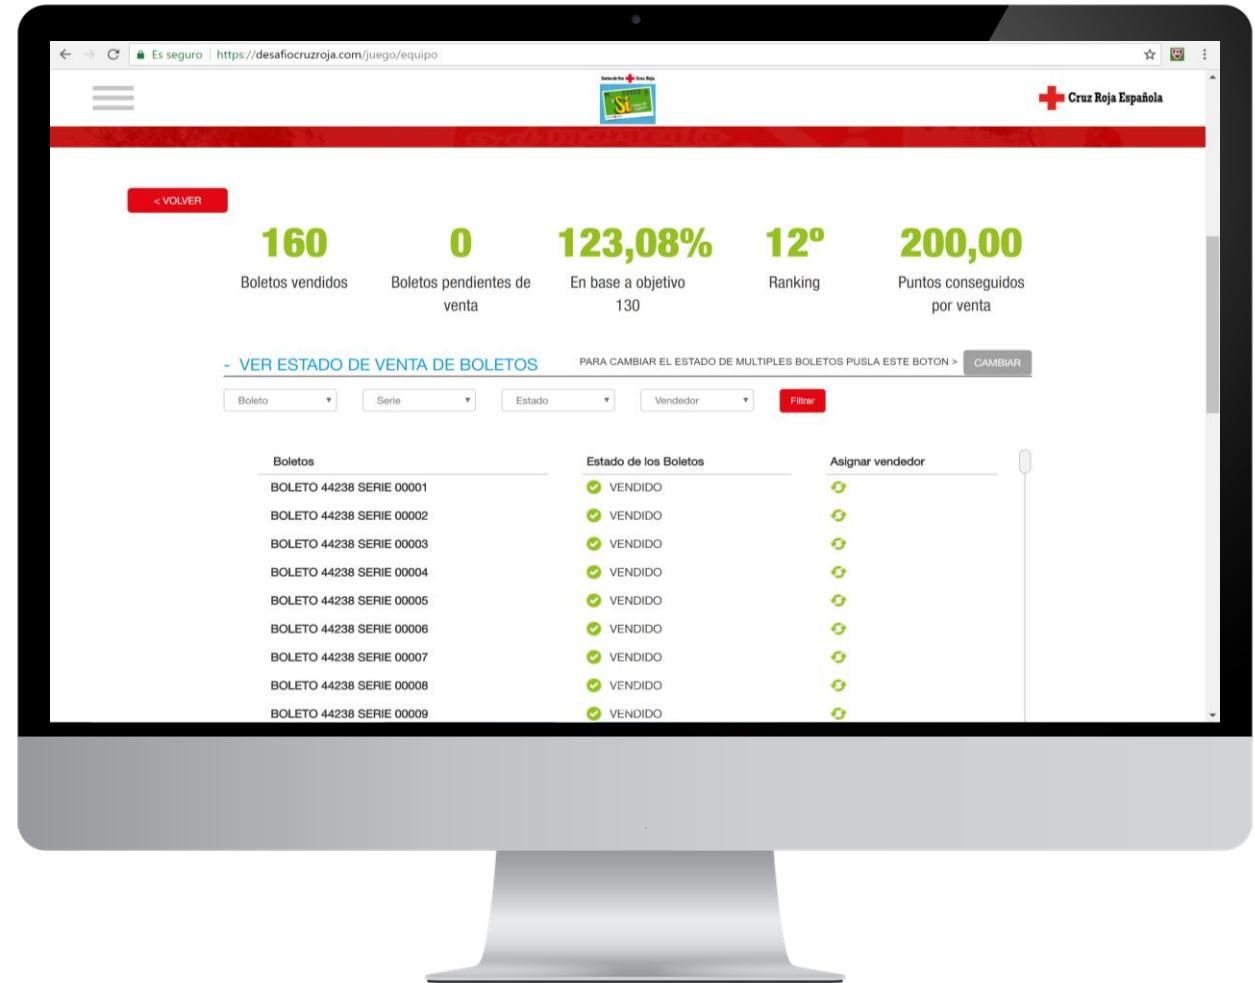 Es seguro https://desafiocruzroja.com/juego/equipo
Cruz Roja
Si
Cruz Roja Española
< VOLVER
160 0 123,08% 12º 200,00
Boletos vendidos Boletos pendientes de En base a objetivo Ranking Puntos conseguidos
venta 130 por venta
- VER ESTADO DE VENTA DE BOLETOS PARA CAMBIAR EL ESTADO DE MULTIPLES BOLETOS PUSLA ESTE BOTON > CAMBIAR
Boleto Serie Estado Vendedor Filtrar
Boletos Estado de los Boletos Asignar vendedor
BOLETO 44238 SERIE 00001 VENDIDO
BOLETO 44238 SERIE 00002 VENDIDO
BOLETO 44238 SERIE 00003 VENDIDO
BOLETO 44238 SERIE 00004 VENDIDO
BOLETO 44238 SERIE 00005 VENDIDO
BOLETO 44238 SERIE 00006 VENDIDO
BOLETO 44238 SERIE 00007 VENDIDO
BOLETO 44238 SERIE 00008 VENDIDO
BOLETO 44238 SERIE 00009 VENDIDO